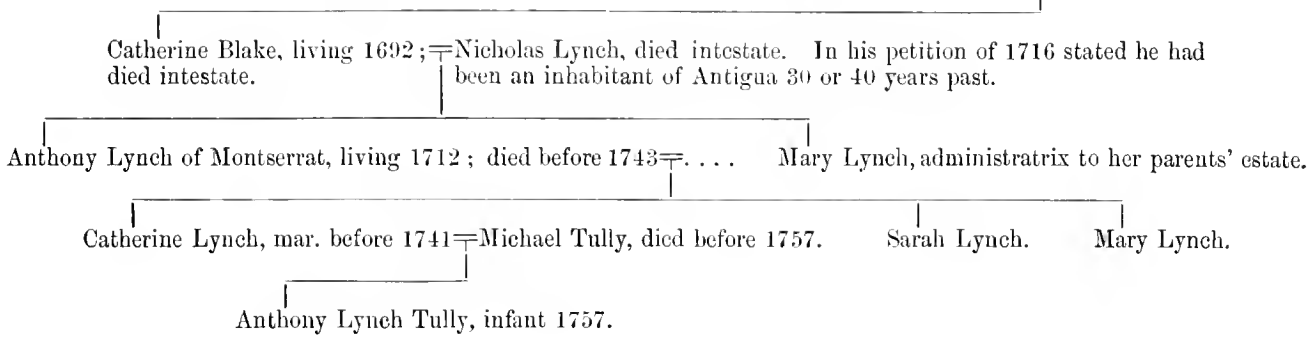 Catherine Blake, living 1692; Nicholas Lynch, died intestate. In his petition of 1716 stated he had
died intestate. been an inhabitant of Antigua 30 or 40 years past.
Anthony Lynch of Montserrat, living 1712; died before 1743 . . . . Mary Lynch, administratrix to her parents' estate.
Catherine Lynch, mar. before 1741 Michael Tully, died before 1757. Sarah Lynch. Mary Lynch.
Anthony Lynch Tully, infant 1757.